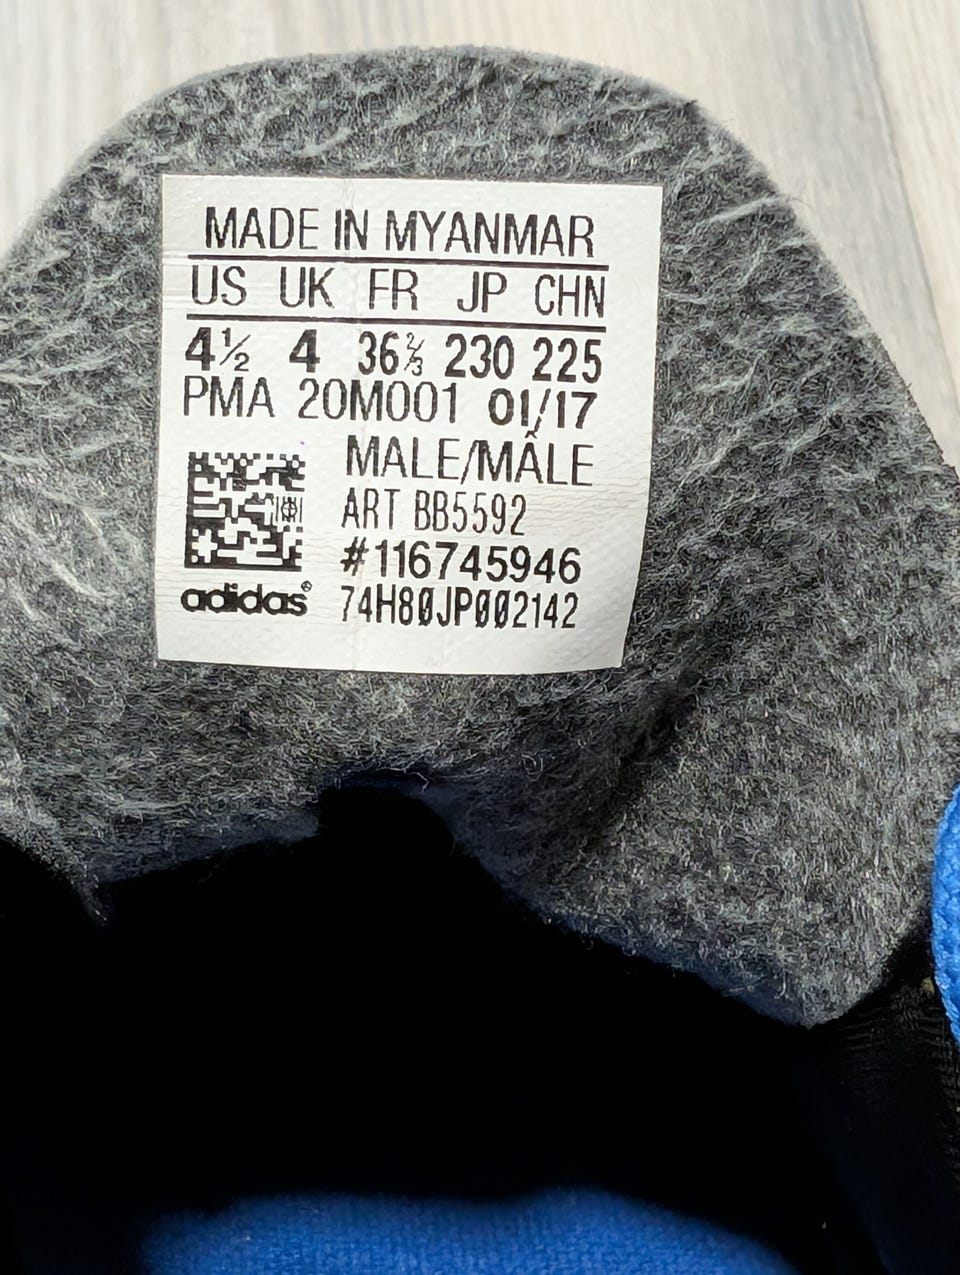 MADE IN MYANMAR
US UK FR JP CHN
4½ 4 36⅔ 230 225
PMA 20M001 01/17
MALE/MÂLE
ART BB5592
#116745946
adidas® 74H80JP002142